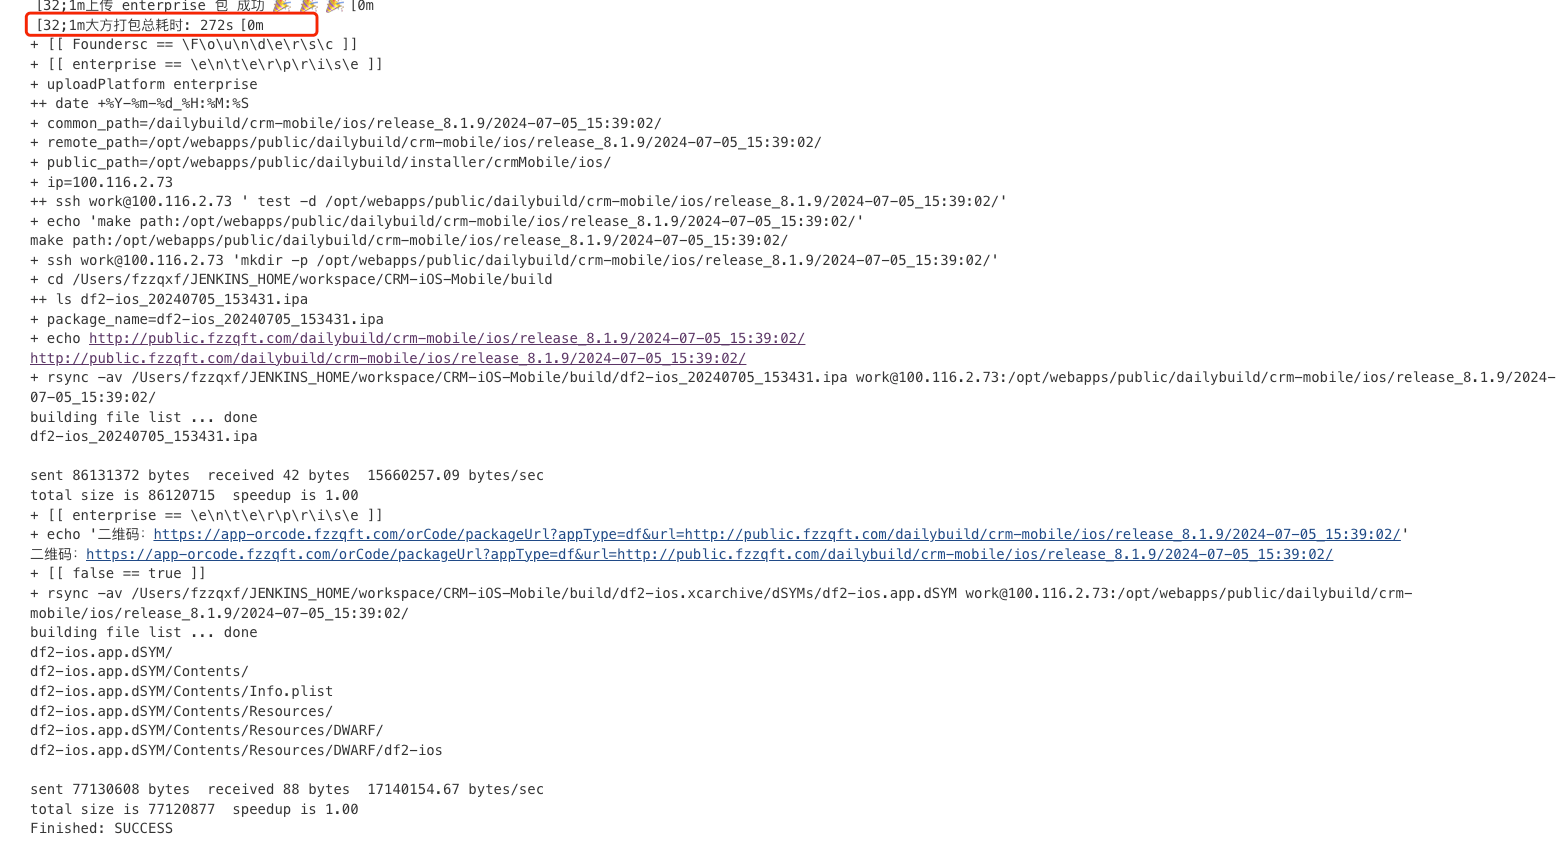 [32;1m上传 enterprise 包 成功 🎉 🎉 🎉 [0m
[32;1m大方打包总耗时: 272s [0m
+ [[ Foundersc == \F\o\u\n\d\e\r\s\c ]]
+ [[ enterprise == \e\n\t\e\r\p\r\i\s\e ]]
+ uploadPlatform enterprise
++ date +%Y-%m-%d_%H:%M:%S
+ common_path=/dailybuild/crm-mobile/ios/release_8.1.9/2024-07-05_15:39:02/
+ remote_path=/opt/webapps/public/dailybuild/crm-mobile/ios/release_8.1.9/2024-07-05_15:39:02/
+ public_path=/opt/webapps/public/dailybuild/installer/crmMobile/ios/
+ ip=100.116.2.73
++ ssh work@100.116.2.73 ' test -d /opt/webapps/public/dailybuild/crm-mobile/ios/release_8.1.9/2024-07-05_15:39:02/'
+ echo 'make path:/opt/webapps/public/dailybuild/crm-mobile/ios/release_8.1.9/2024-07-05_15:39:02/'
make path:/opt/webapps/public/dailybuild/crm-mobile/ios/release_8.1.9/2024-07-05_15:39:02/
+ ssh work@100.116.2.73 'mkdir -p /opt/webapps/public/dailybuild/crm-mobile/ios/release_8.1.9/2024-07-05_15:39:02/'
+ cd /Users/fzzqxf/JENKINS_HOME/workspace/CRM-iOS-Mobile/build
++ ls df2-ios_20240705_153431.ipa
+ package_name=df2-ios_20240705_153431.ipa
+ echo http://public.fzzqft.com/dailybuild/crm-mobile/ios/release_8.1.9/2024-07-05_15:39:02/
http://public.fzzqft.com/dailybuild/crm-mobile/ios/release_8.1.9/2024-07-05_15:39:02/
+ rsync -av /Users/fzzqxf/JENKINS_HOME/workspace/CRM-iOS-Mobile/build/df2-ios_20240705_153431.ipa work@100.116.2.73:/opt/webapps/public/dailybuild/crm-mobile/ios/release_8.1.9/2024-
07-05_15:39:02/
building file list ... done
df2-ios_20240705_153431.ipa
sent 86131372 bytes  received 42 bytes  15660257.09 bytes/sec
total size is 86120715  speedup is 1.00
+ [[ enterprise == \e\n\t\e\r\p\r\i\s\e ]]
+ echo '二维码: https://app-orcode.fzzqft.com/orCode/packageUrl?appType=df&url=http://public.fzzqft.com/dailybuild/crm-mobile/ios/release_8.1.9/2024-07-05_15:39:02/'
二维码: https://app-orcode.fzzqft.com/orCode/packageUrl?appType=df&url=http://public.fzzqft.com/dailybuild/crm-mobile/ios/release_8.1.9/2024-07-05_15:39:02/
+ [[ false == true ]]
+ rsync -av /Users/fzzqxf/JENKINS_HOME/workspace/CRM-iOS-Mobile/build/df2-ios.xcarchive/dSYMs/df2-ios.app.dSYM work@100.116.2.73:/opt/webapps/public/dailybuild/crm-
mobile/ios/release_8.1.9/2024-07-05_15:39:02/
building file list ... done
df2-ios.app.dSYM/
df2-ios.app.dSYM/Contents/
df2-ios.app.dSYM/Contents/Info.plist
df2-ios.app.dSYM/Contents/Resources/
df2-ios.app.dSYM/Contents/Resources/DWARF/
df2-ios.app.dSYM/Contents/Resources/DWARF/df2-ios
sent 77130608 bytes  received 88 bytes  17140154.67 bytes/sec
total size is 77120877  speedup is 1.00
Finished: SUCCESS